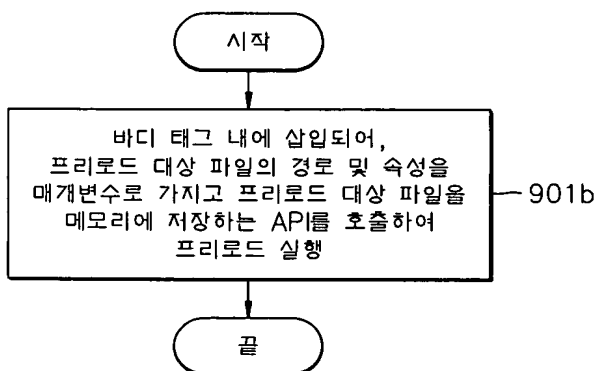 시작
바디 태그 내에 삽입되어,
프리로드 대상 파일의 경로 및 속성을
매개변수로 가지고 프리로드 대상 파일을
메모리에 저장하는 API를 호출하여
프리로드 실행
901b
끝